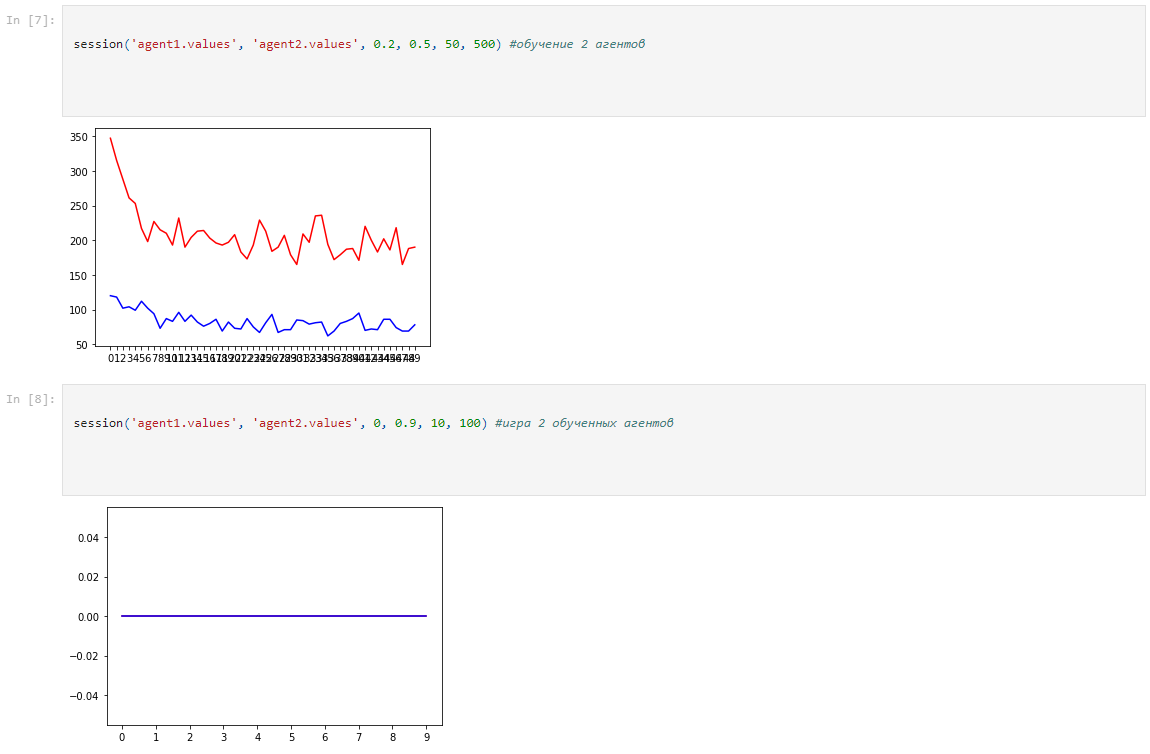 In [7]:
session('agent1.values', 'agent2.values', 0.2, 0.5, 50, 500) #обучение 2 агентов
350
300
250
200
150
100
50
In [8]:
session('agent1.values', 'agent2.values', 0, 0.9, 10, 100) #игра 2 обученных агентов
0.04
0.02
0.00
−0.02
−0.04
0 1 2 3 4 5 6 7 8 9